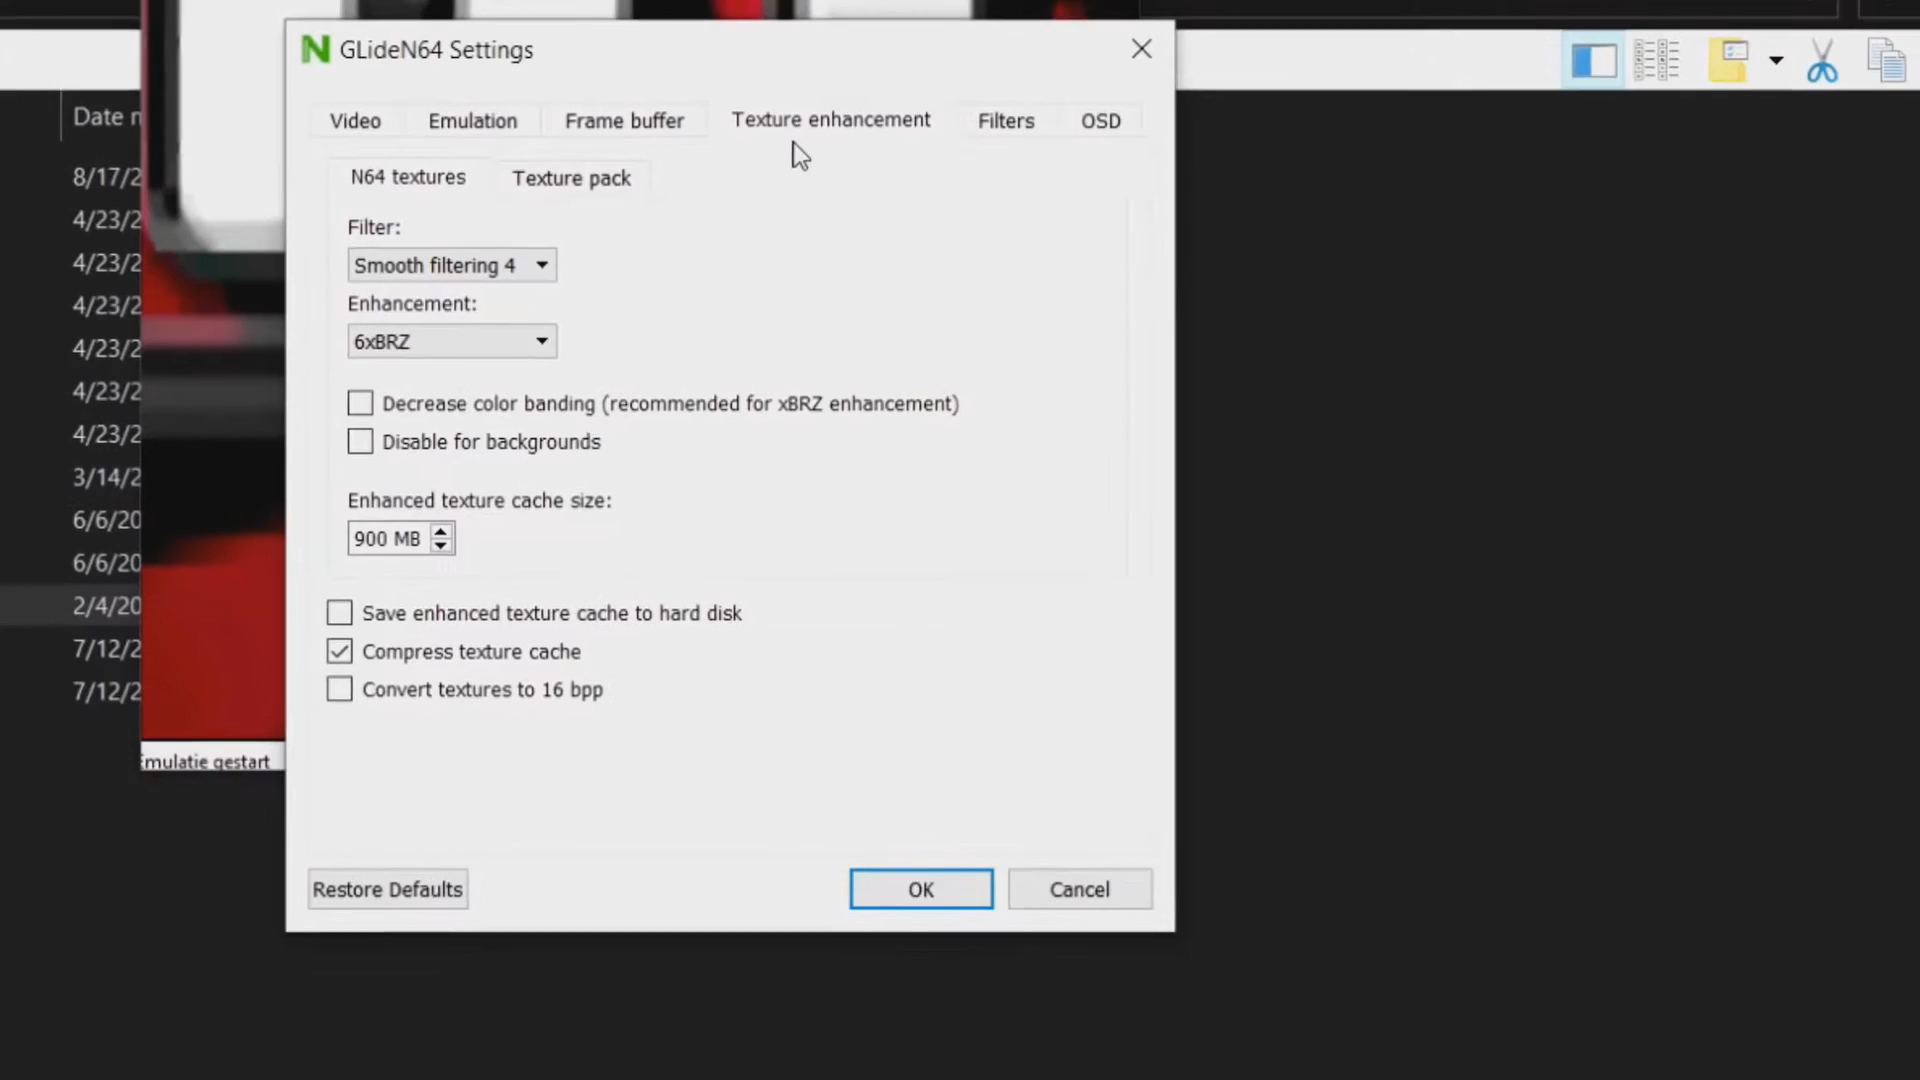 GLideN64 Settings
Video Emulation Frame buffer Texture enhancement Filters OSD
N64 textures Texture pack
Filter:
Smooth filtering 4
Enhancement:
6xBRZ
Decrease color banding (recommended for xBRZ enhancement)
Disable for backgrounds
Enhanced texture cache size:
900 MB
Save enhanced texture cache to hard disk
Compress texture cache
Convert textures to 16 bpp
Restore Defaults OK Cancel
Date
8/17/2
4/23/2
4/23/2
4/23/2
4/23/2
4/23/2
4/23/2
3/14/2
6/6/20
6/6/20
2/4/20
7/12/2
7/12/2
mulatie gestart